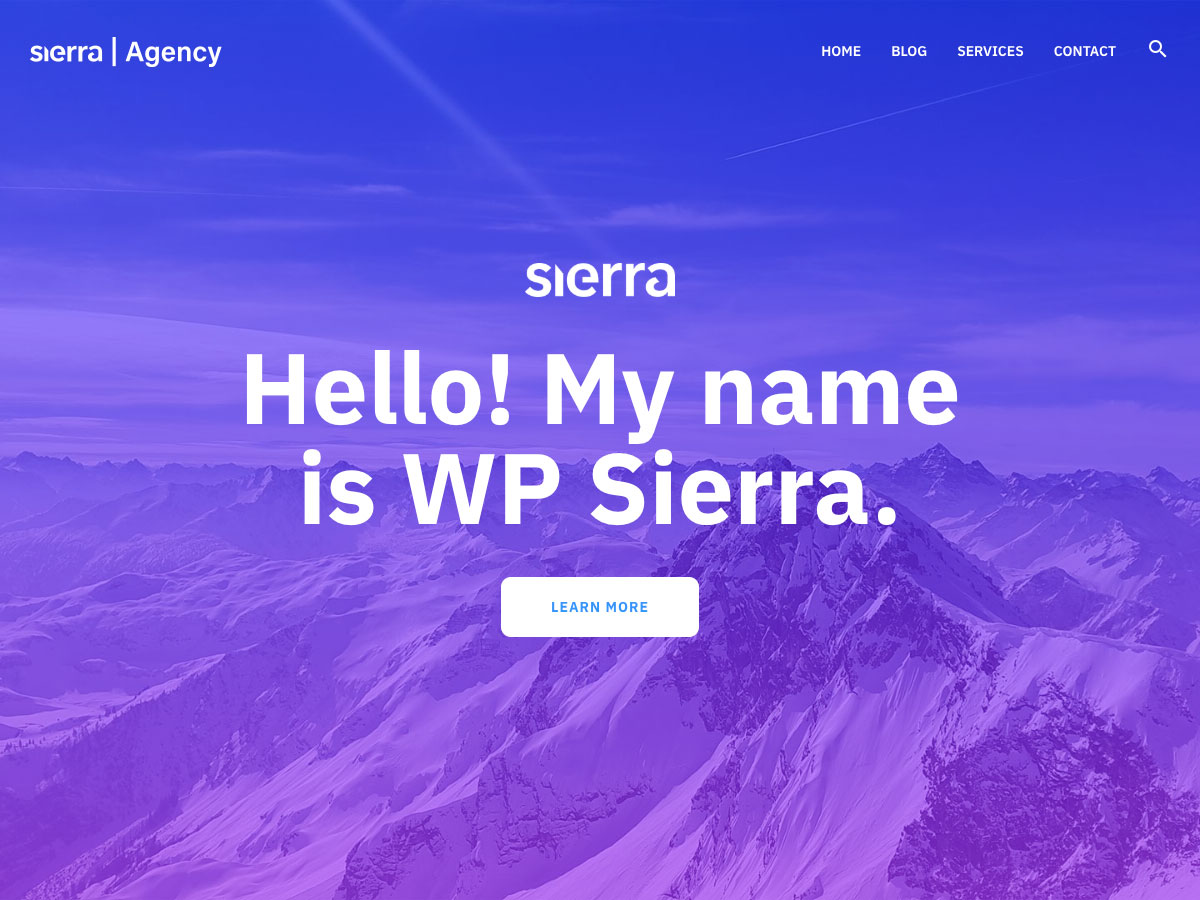 sierra | Agency
HOME BLOG SERVICES CONTACT
sierra
Hello! My name
is WP Sierra.
LEARN MORE